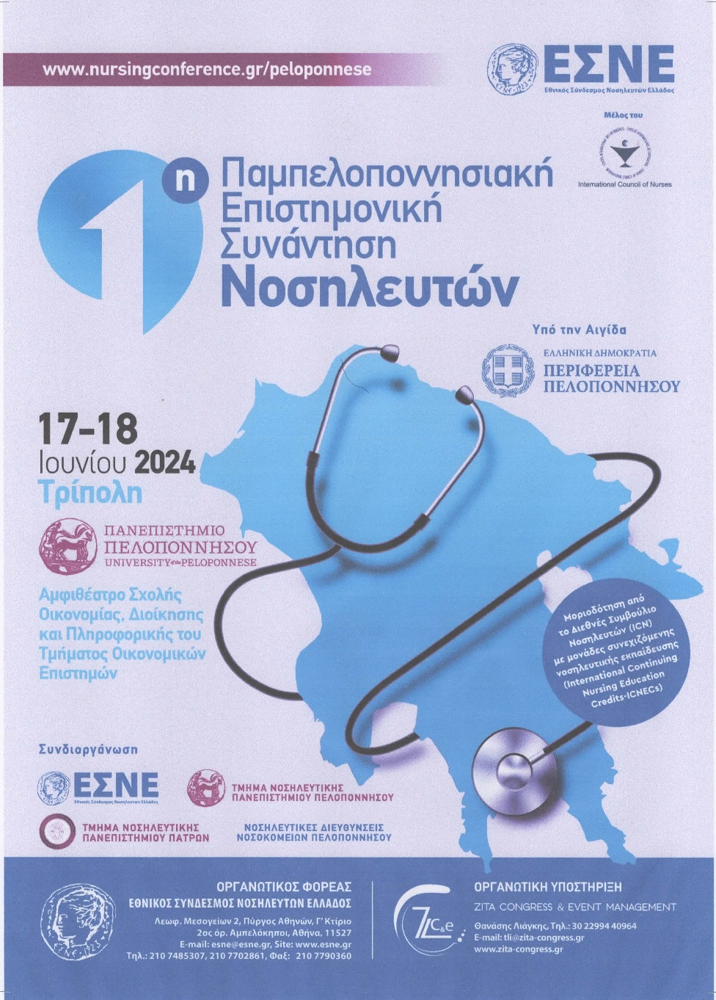 www.nursingconference.gr/peloponnese
ΕΣΝΕ
Εθνικός Σύνδεσμος Νοσηλευτών Ελλάδος
Μέλος του
International Council of Nurses
1η
Παμπελοποννησιακή
Επιστημονική
Συνάντηση
Νοσηλευτών
Υπό την Αιγίδα
ΕΛΛΗΝΙΚΗ ΔΗΜΟΚΡΑΤΙΑ
ΠΕΡΙΦΕΡΕΙΑ
ΠΕΛΟΠΟΝΝΗΣΟΥ
17-18
Ιουνίου 2024
Τρίπολη
ΠΑΝΕΠΙΣΤΗΜΙΟ
ΠΕΛΟΠΟΝΝΗΣΟΥ
UNIVERSITY of the PELOPONNESE
Αμφιθέατρο Σχολής
Οικονομίας, Διοίκησης
και Πληροφορικής του
Τμήματος Οικονομικών
Επιστημών
Μοριοδότηση από
το Διεθνές Συμβούλιο
Νοσηλευτών (ICN)
με μονάδες συνεχιζόμενης
νοσηλευτικής εκπαίδευσης
(International Continuing
Nursing Education
Credits-ICNECs)
Συνδιοργάνωση
ΕΣΝΕ
Εθνικός Σύνδεσμος Νοσηλευτών Ελλάδος
ΤΜΗΜΑ ΝΟΣΗΛΕΥΤΙΚΗΣ
ΠΑΝΕΠΙΣΤΗΜΙΟΥ ΠΕΛΟΠΟΝΝΗΣΟΥ
ΤΜΗΜΑ ΝΟΣΗΛΕΥΤΙΚΗΣ
ΠΑΝΕΠΙΣΤΗΜΙΟΥ ΠΑΤΡΩΝ
ΝΟΣΗΛΕΥΤΙΚΕΣ ΔΙΕΥΘΥΝΣΕΙΣ
ΝΟΣΟΚΟΜΕΙΩΝ ΠΕΛΟΠΟΝΝΗΣΟΥ
ΟΡΓΑΝΩΤΙΚΟΣ ΦΟΡΕΑΣ
ΕΘΝΙΚΟΣ ΣΥΝΔΕΣΜΟΣ ΝΟΣΗΛΕΥΤΩΝ ΕΛΛΑΔΟΣ
Λεωφ. Μεσογείων 2, Πύργος Αθηνών, Γ' Κτίριο
2ος όρ. Αμπελόκηποι, Αθήνα, 11527
E-mail: esne@esne.gr, Site: www.esne.gr
Τηλ.: 210 7485307, 210 7702861, Φαξ: 210 7790360
ZC&e
ΟΡΓΑΝΩΤΙΚΗ ΥΠΟΣΤΗΡΙΞΗ
ZITA CONGRESS & EVENT MANAGEMENT
Θανάσης Λιάγκης, Τηλ.: 30 22994 40964
E-mail: tli@zita-congress.gr
www.zita-congress.gr